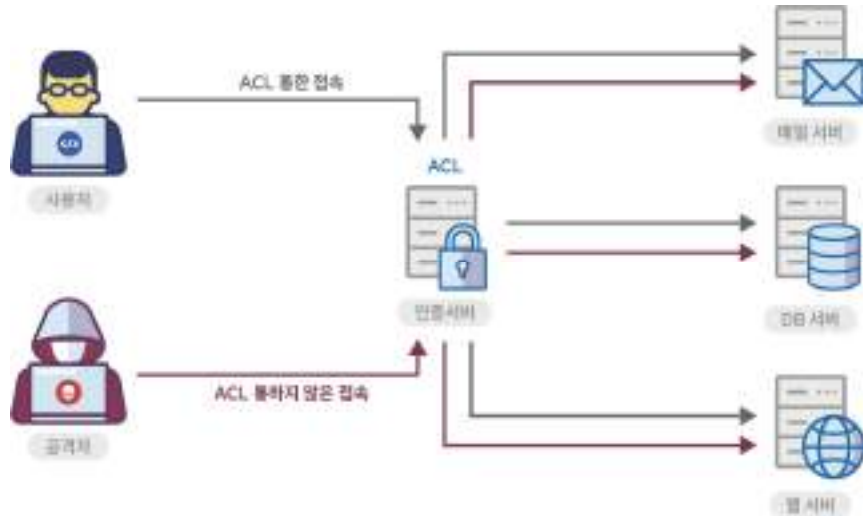 ACL 통한 접속
메일 서버
ACL
사용자
인증서버
DB 서버
ACL 통하지 않은 접속
공격자
웹 서버